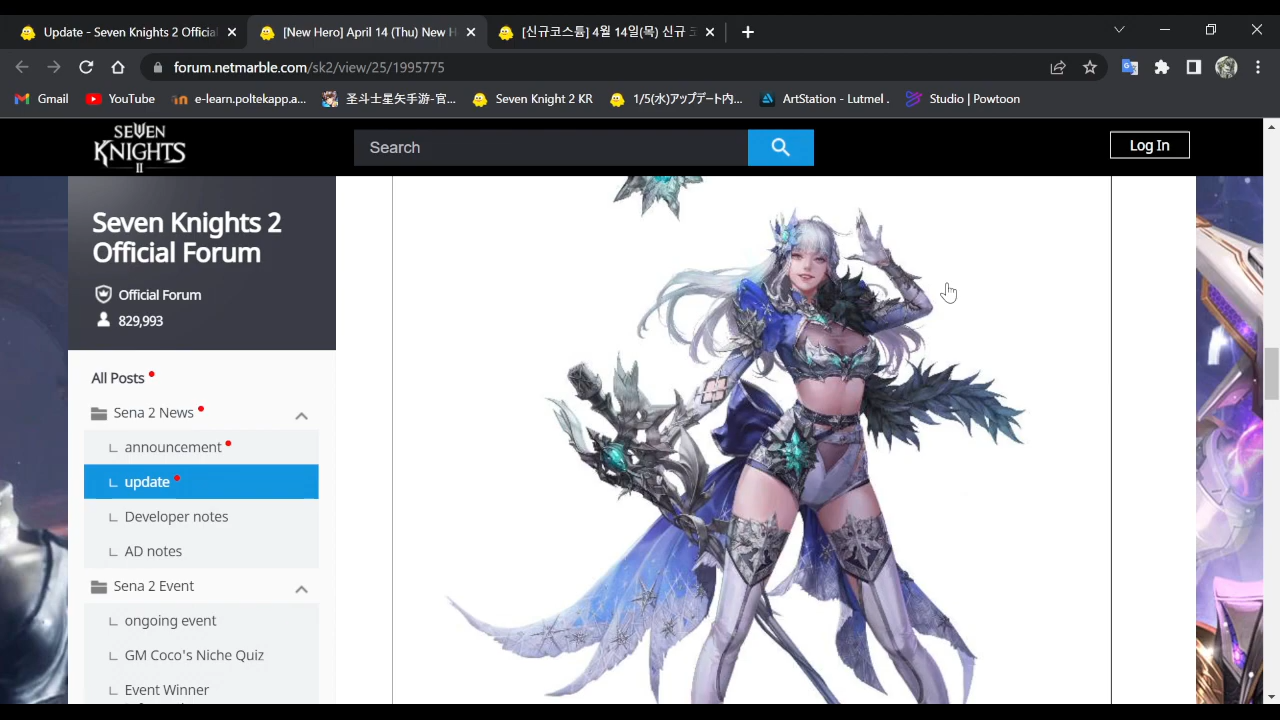 Update - Seven Knights 2 Official
[New Hero] April 14 (Thu) New H
[신규코스튬] 4월 14일(목) 신규 코
forum.netmarble.com/sk2/view/25/1995775
Gmail
YouTube
e-learn.poltekapp.a...
圣斗士星矢手游-官...
Seven Knight 2 KR
1/5(水)アップデート内...
ArtStation - Lutmel .
Studio | Powtoon
SEVEN
KNIGHTS
II
Search
Log In
Seven Knights 2
Official Forum
Official Forum
829,993
All Posts
Sena 2 News
announcement
update
Developer notes
AD notes
Sena 2 Event
ongoing event
GM Coco's Niche Quiz
Event Winner